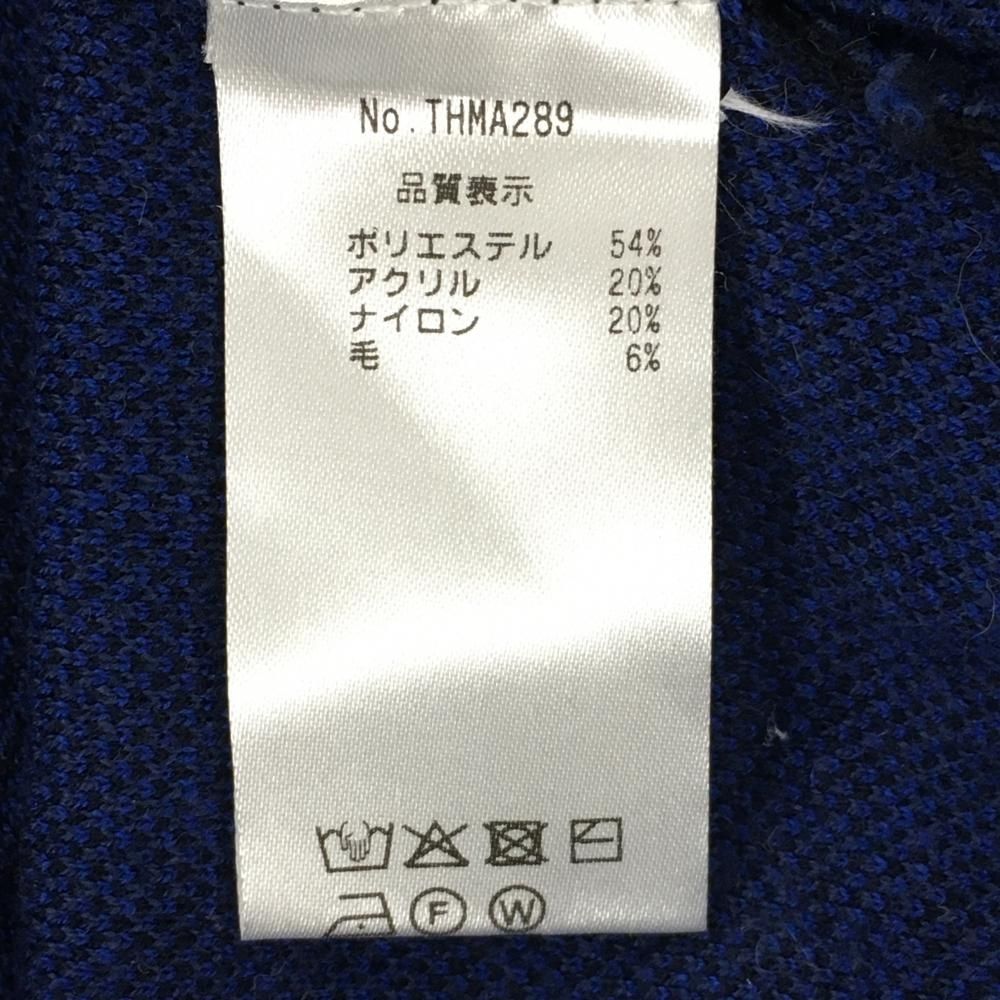 No.THMA289
品質表示
ポリエステル 54%
アクリル 20%
ナイロン 20%
毛 6%
F W